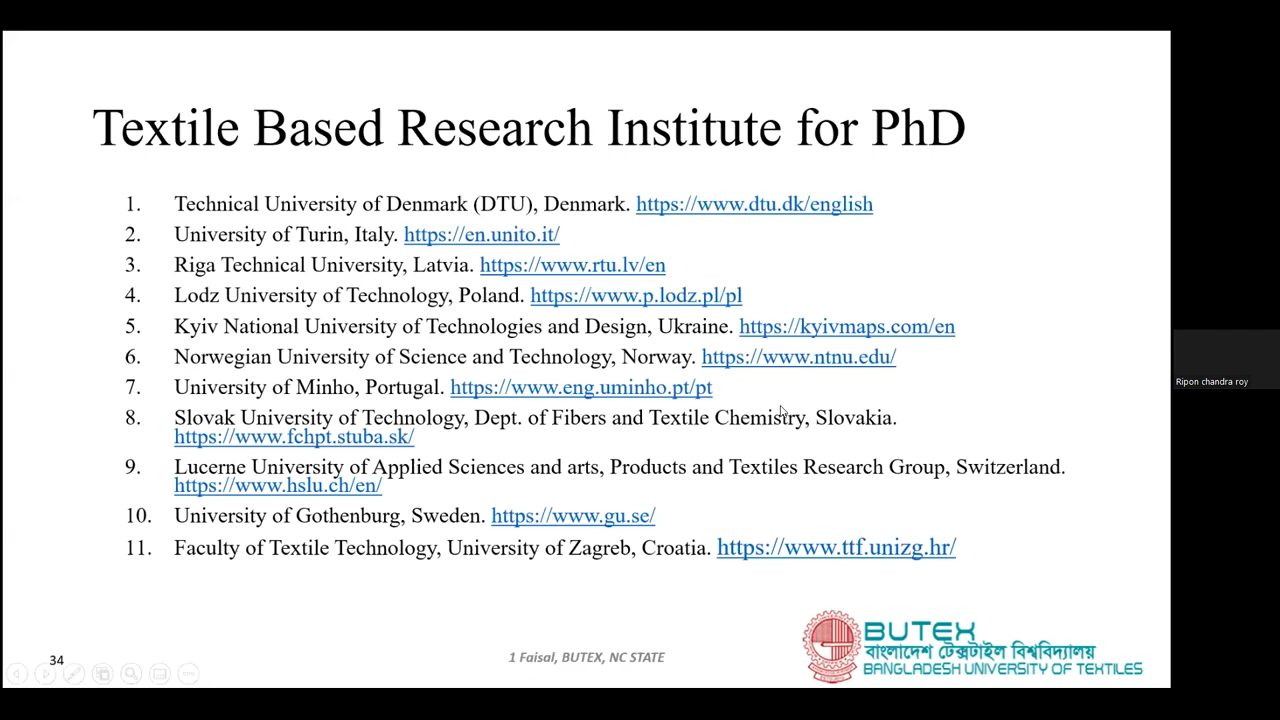 Textile Based Research Institute for PhD
1. Technical University of Denmark (DTU), Denmark. https://www.dtu.dk/english
2. University of Turin, Italy. https://en.unito.it/
3. Riga Technical University, Latvia. https://www.rtu.lv/en
4. Lodz University of Technology, Poland. https://www.p.lodz.pl/pl
5. Kyiv National University of Technologies and Design, Ukraine. https://kyivmaps.com/en
6. Norwegian University of Science and Technology, Norway. https://www.ntnu.edu/
7. University of Minho, Portugal. https://www.eng.uminho.pt/pt
8. Slovak University of Technology, Dept. of Fibers and Textile Chemistry, Slovakia.
https://www.fchpt.stuba.sk/
9. Lucerne University of Applied Sciences and arts, Products and Textiles Research Group, Switzerland.
https://www.hslu.ch/en/
10. University of Gothenburg, Sweden. https://www.gu.se/
11. Faculty of Textile Technology, University of Zagreb, Croatia. https://www.ttf.unizg.hr/
34
1 Faisal, BUTEX, NC STATE
BUTEX
বাংলাদেশ টেক্সটাইল বিশ্ববিদ্যালয়
BANGLADESH UNIVERSITY OF TEXTILES
Ripon chandra roy